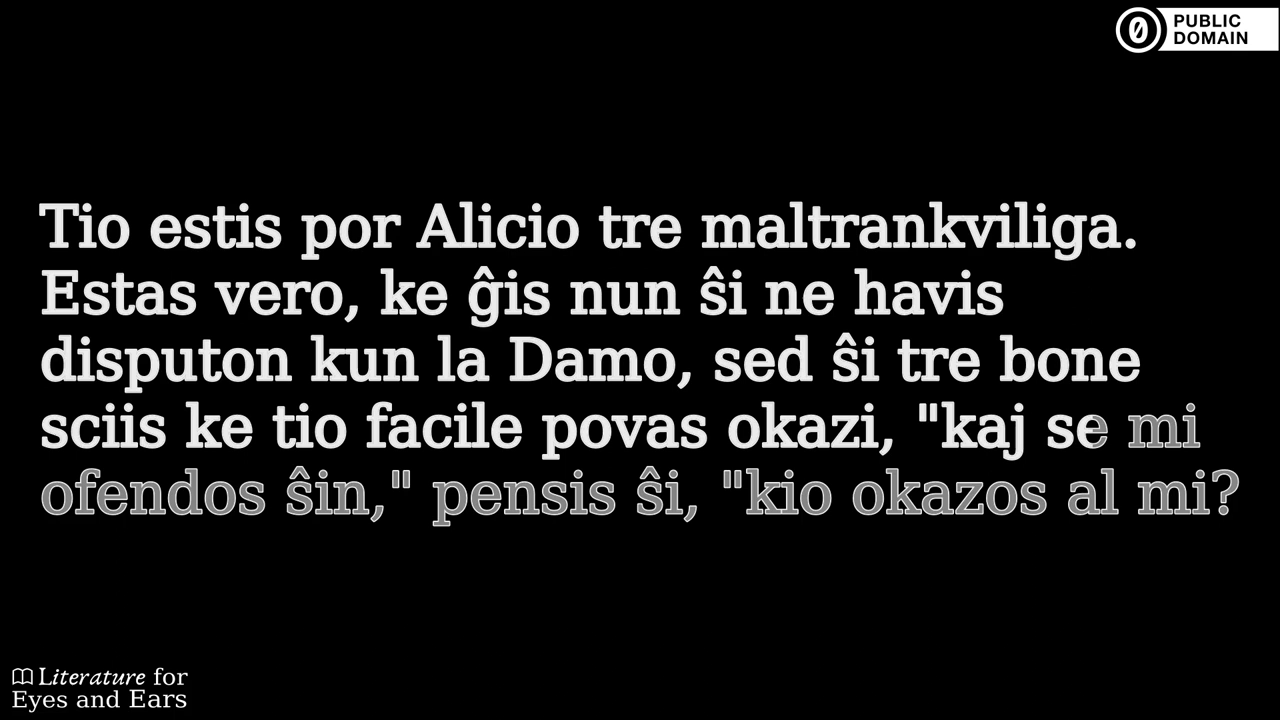 PUBLIC
DOMAIN
Tio estis por Alicio tre maltrankviliga.
Estas vero, ke ĝis nun ŝi ne havis
disputon kun la Damo, sed ŝi tre bone
sciis ke tio facile povas okazi, "kaj se mi
ofendos ŝin," pensis ŝi, "kio okazos al mi?
Literature for
Eyes and Ears